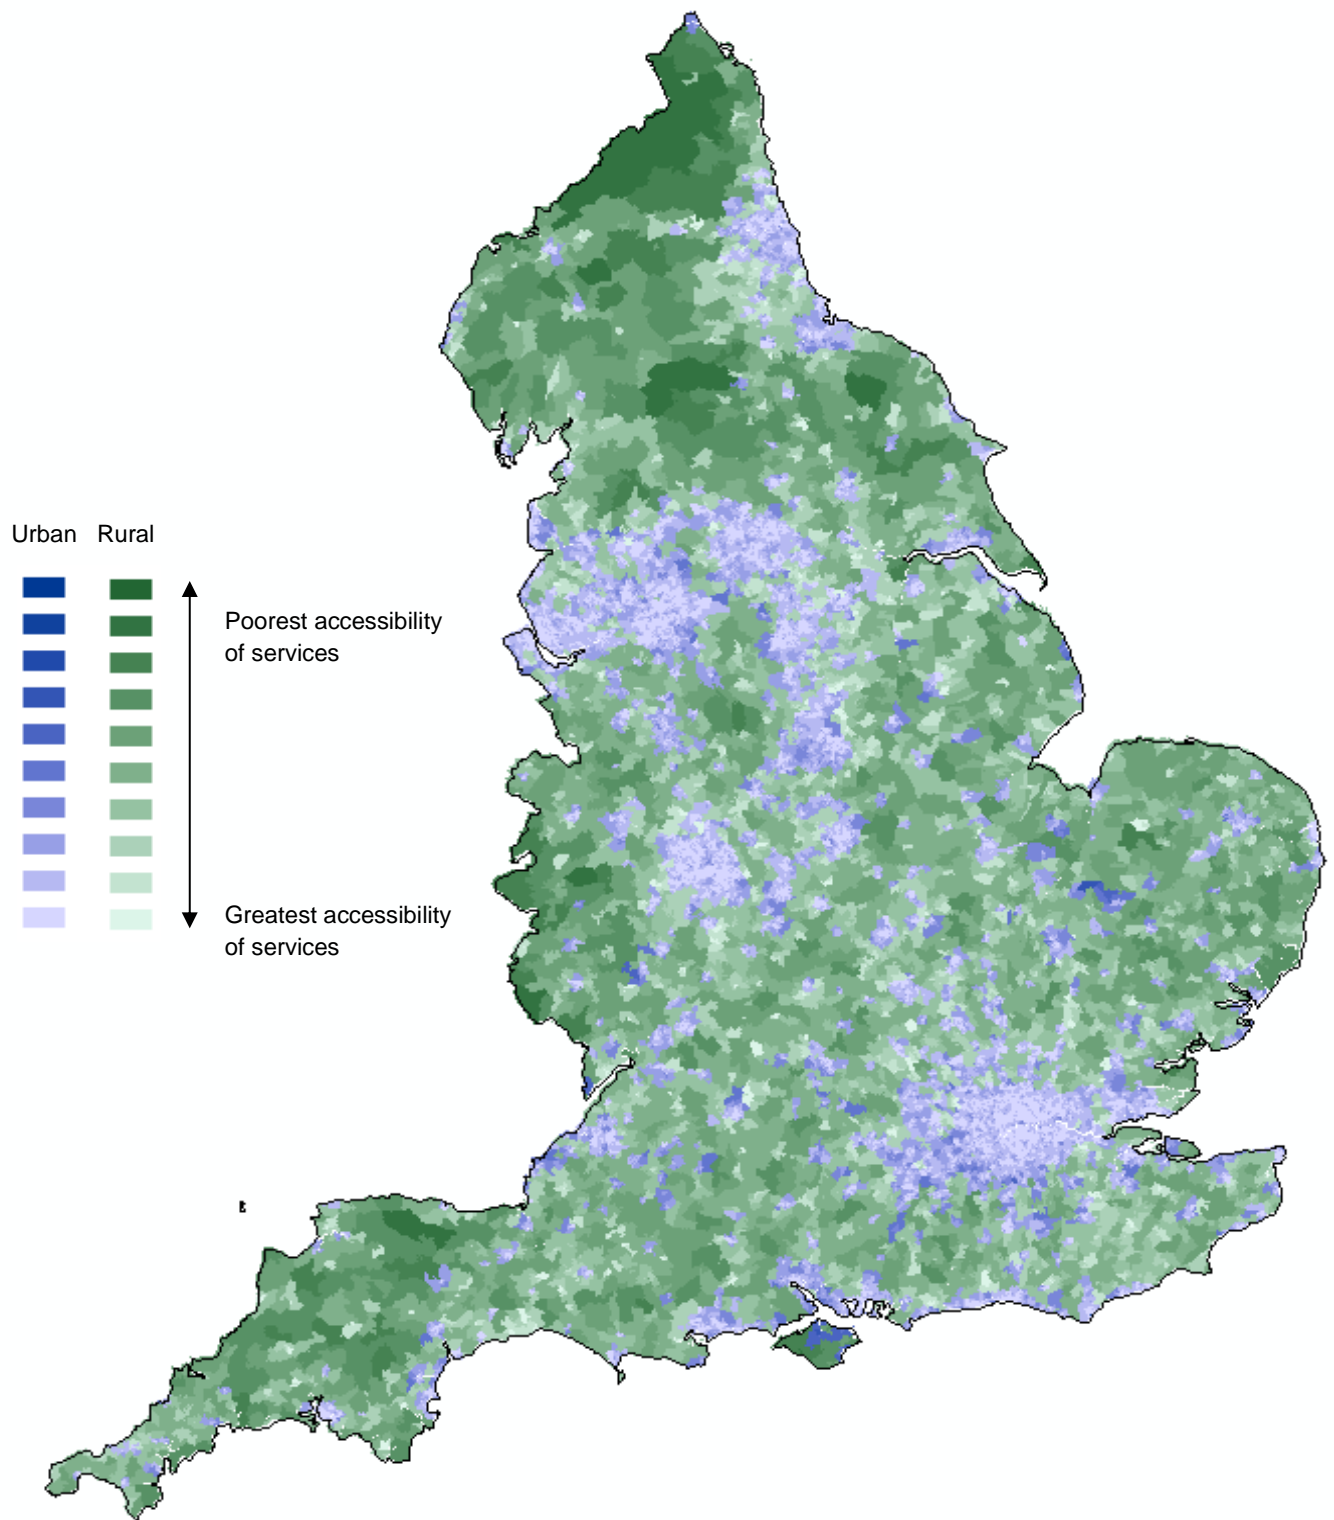 Urban Rural
Poorest accessibility
of services
Greatest accessibility
of services